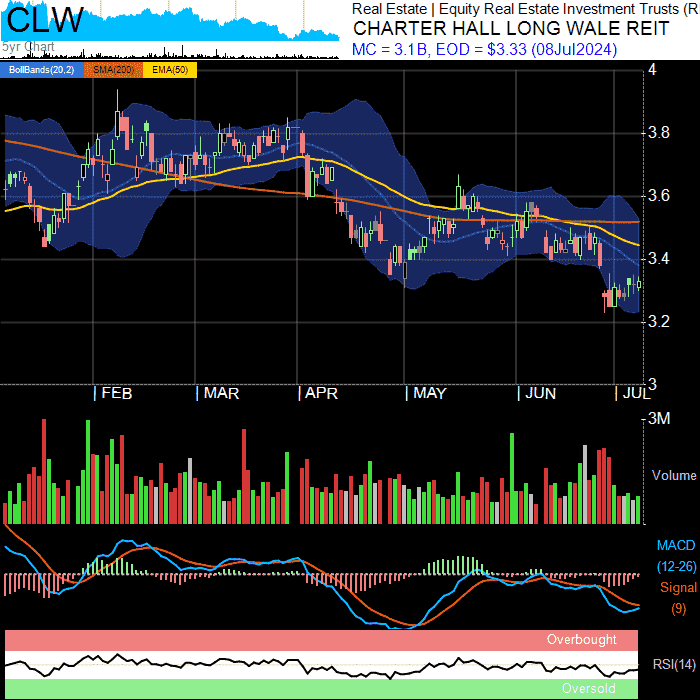 CLW
Real Estate | Equity Real Estate Investment Trusts (R
CHARTER HALL LONG WALE REIT
MC = 3.1B, EOD = $3.33 (08Jul2024)
5yr Chart
BollBands(20,2) SMA(200) EMA(50)
4
3.8
3.6
3.4
3.2
3
| FEB | MAR | APR | MAY | JUN | JUL
3M
Volume
MACD
(12-26)
Signal
(9)
Overbought
RSI(14)
Oversold